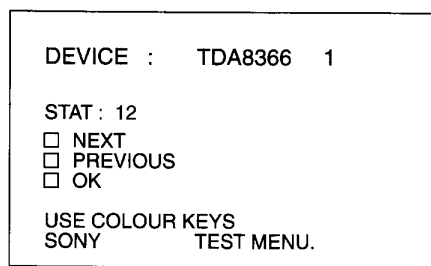 DEVICE : TDA8366 1
STAT : 12
□ NEXT
□ PREVIOUS
□ OK
USE COLOUR KEYS
SONY TEST MENU.